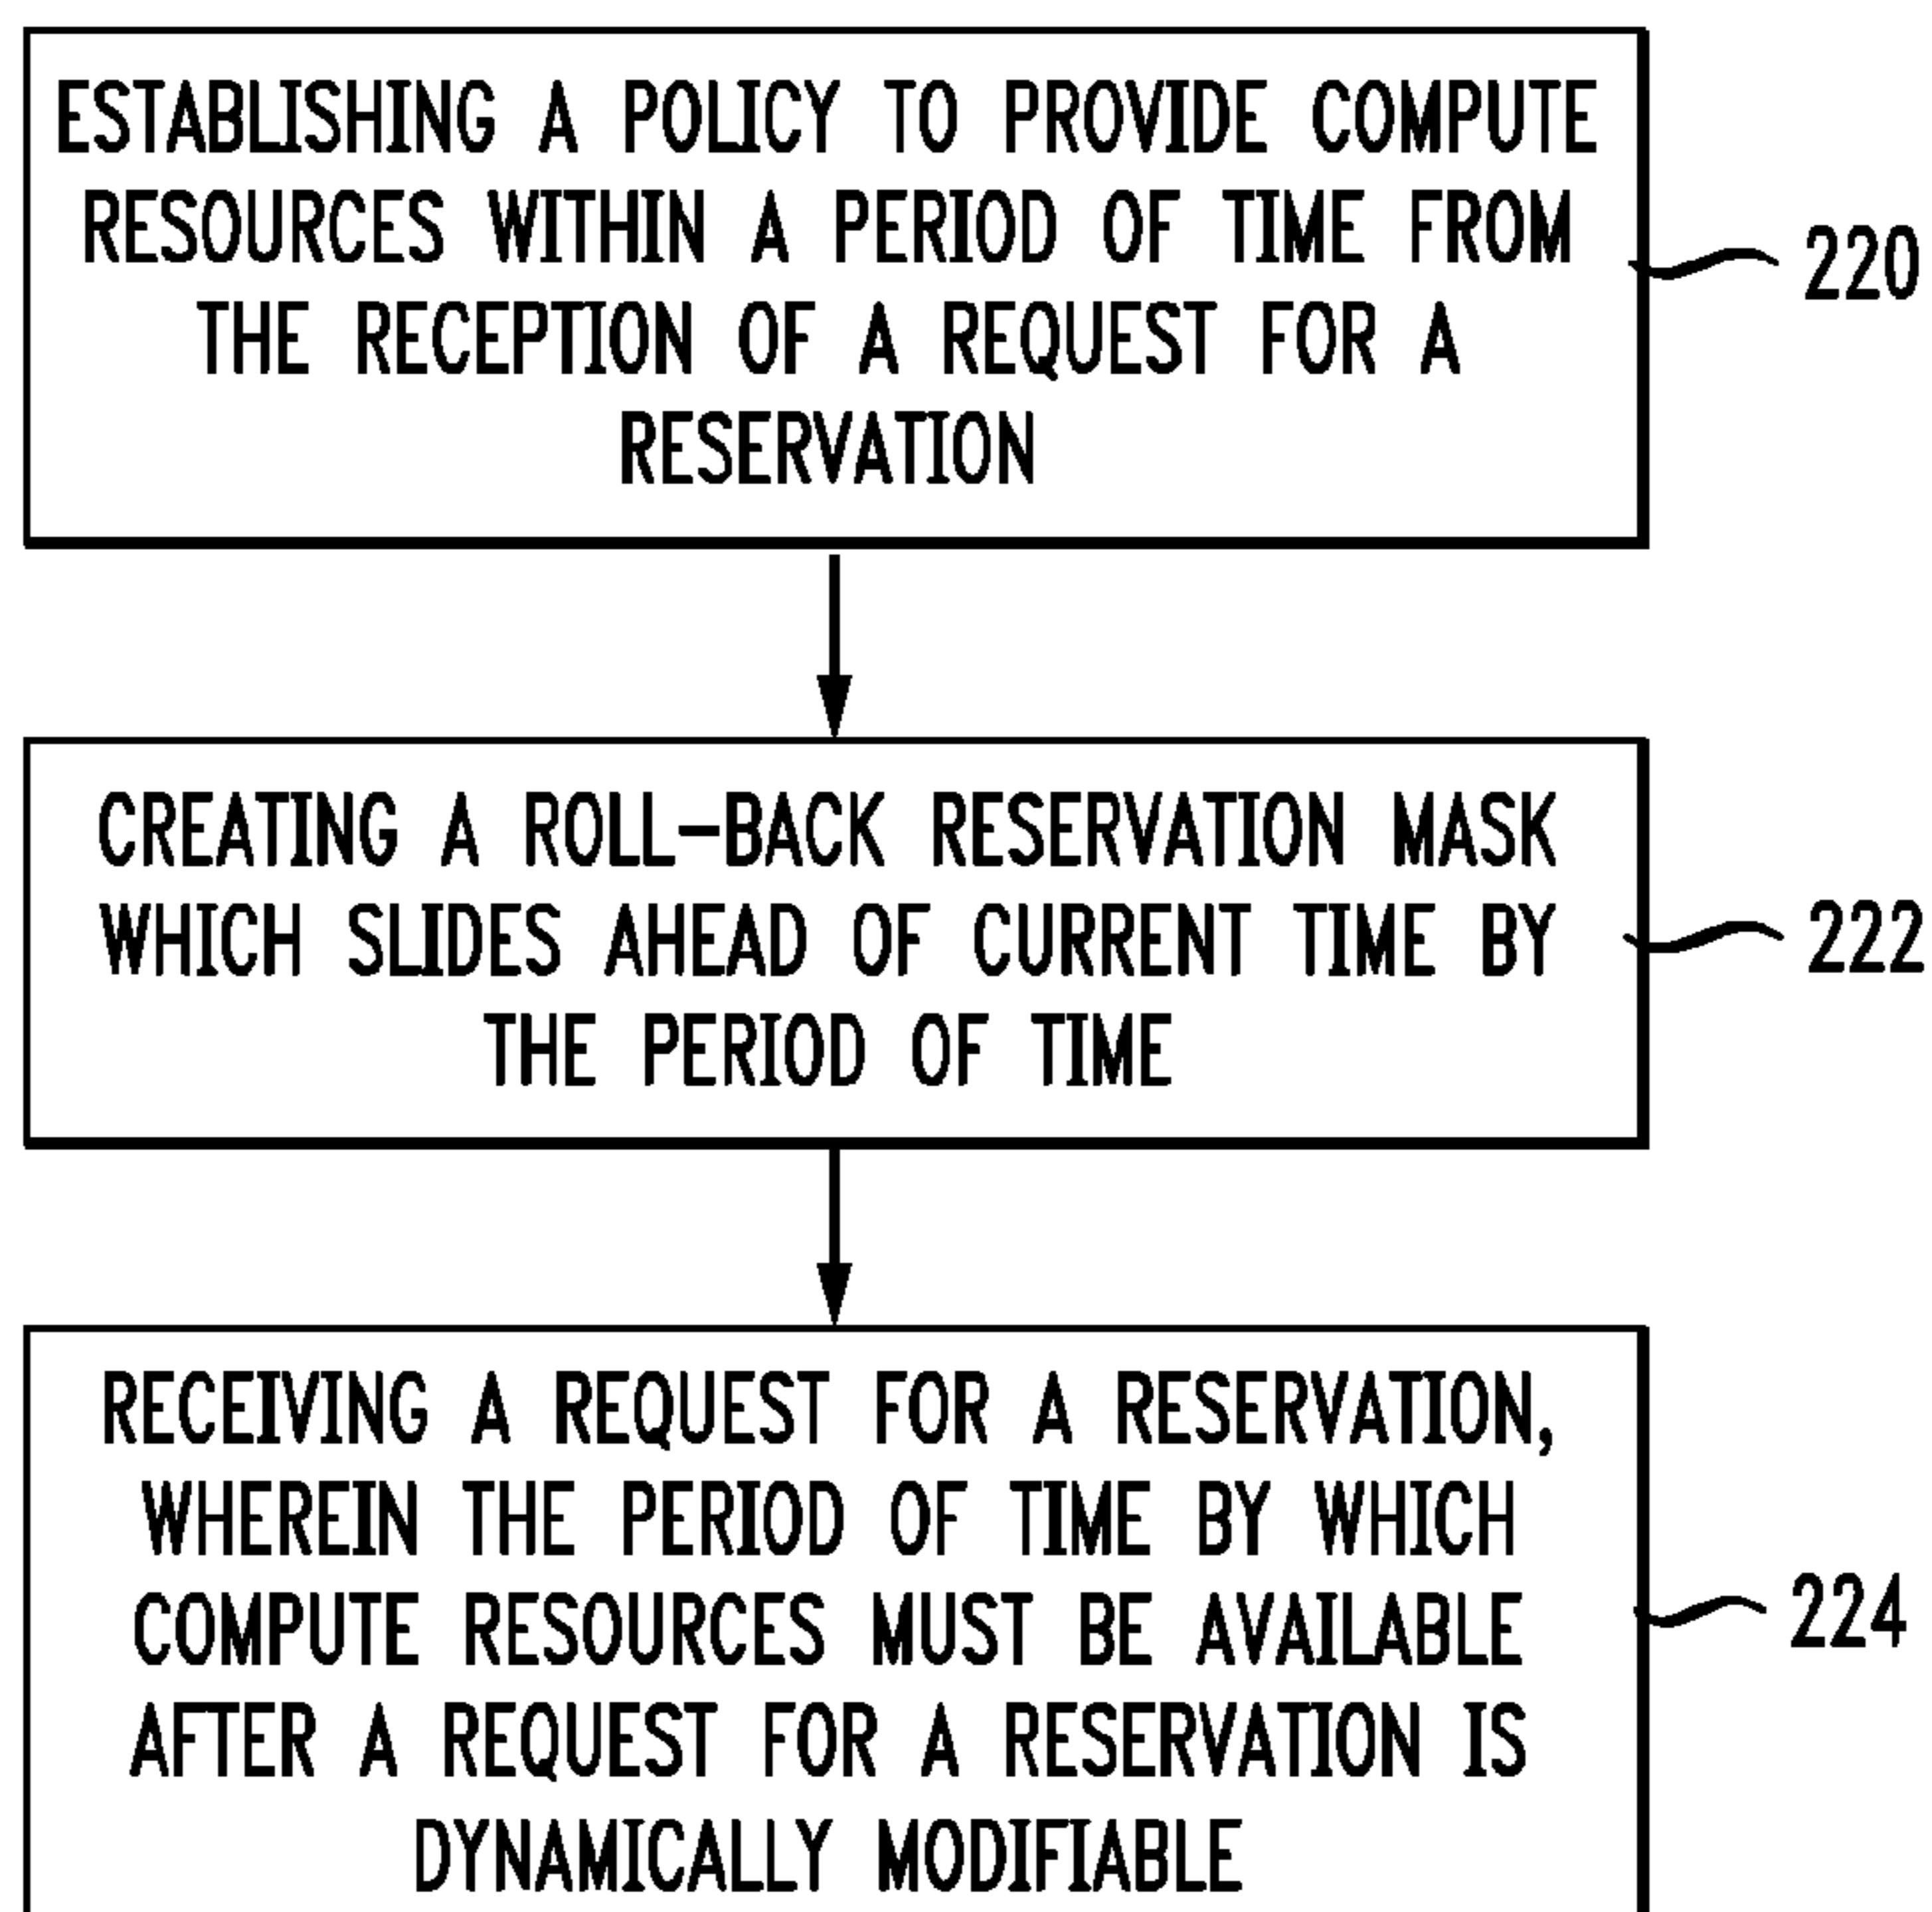 ESTABLISHING A POLICY TO PROVIDE COMPUTE
RESOURCES WITHIN A PERIOD OF TIME FROM
THE RECEPTION OF A REQUEST FOR A
RESERVATION
220
CREATING A ROLL-BACK RESERVATION MASK
WHICH SLIDES AHEAD OF CURRENT TIME BY
THE PERIOD OF TIME
222
RECEIVING A REQUEST FOR A RESERVATION,
WHEREIN THE PERIOD OF TIME BY WHICH
COMPUTE RESOURCES MUST BE AVAILABLE
AFTER A REQUEST FOR A RESERVATION IS
DYNAMICALLY MODIFIABLE
224